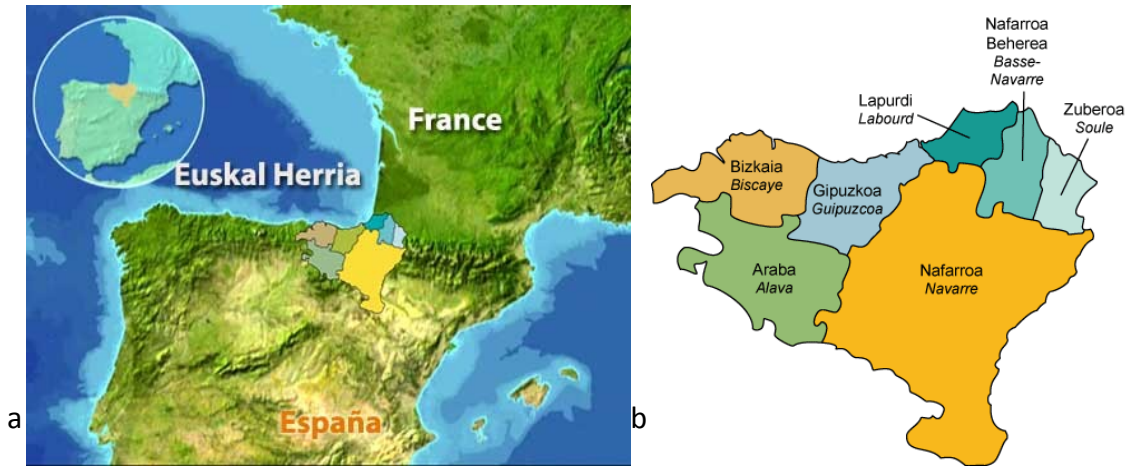 France
Euskal Herria
España
a
Nafarroa
Beherea
Basse-
Navarre
Lapurdi
Labourd
Zuberoa
Soule
Bizkaia
Biscaye
Gipuzkoa
Guipuzcoa
Araba
Alava
Nafarroa
Navarre
b